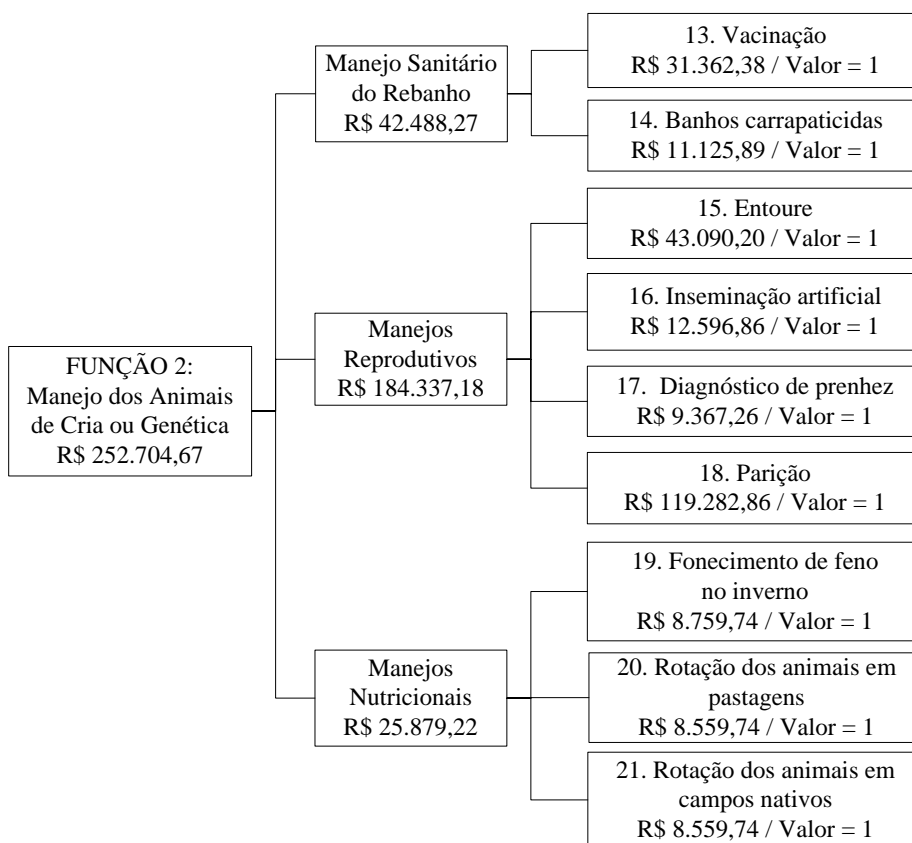 FUNÇÃO 2:
Manejo dos Animais
de Cria ou Genética
R$ 252.704,67
Manejo Sanitário
do Rebanho
R$ 42.488,27
13. Vacinação
R$ 31.362,38 / Valor = 1
14. Banhos carrapaticidas
R$ 11.125,89 / Valor = 1
Manejos
Reprodutivos
R$ 184.337,18
15. Entoure
R$ 43.090,20 / Valor = 1
16. Inseminação artificial
R$ 12.596,86 / Valor = 1
17. Diagnóstico de prenhez
R$ 9.367,26 / Valor = 1
18. Parição
R$ 119.282,86 / Valor = 1
Manejos
Nutricionais
R$ 25.879,22
19. Fonecimento de feno
no inverno
R$ 8.759,74 / Valor = 1
20. Rotação dos animais em
pastagens
R$ 8.559,74 / Valor = 1
21. Rotação dos animais em
campos nativos
R$ 8.559,74 / Valor = 1